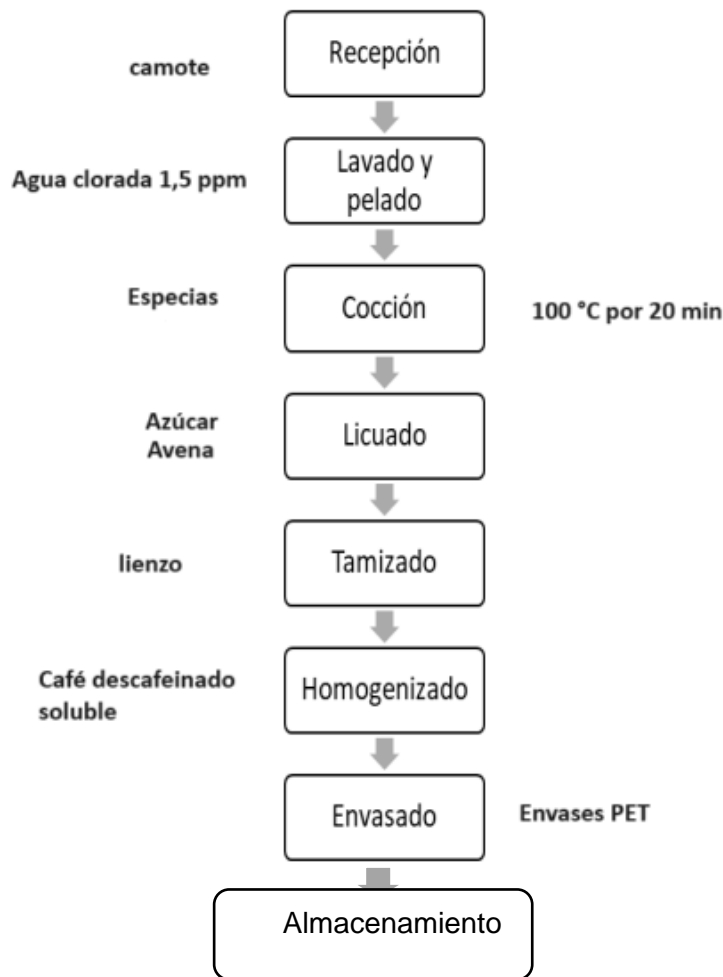 Recepción
camote
Lavado y
pelado
Agua clorada 1,5 ppm
Especias
Cocción
100 °C por 20 min
Azúcar
Avena
Licuado
lienzo
Tamizado
Café descafeinado
soluble
Homogenizado
Envasado
Envases PET
Almacenamiento